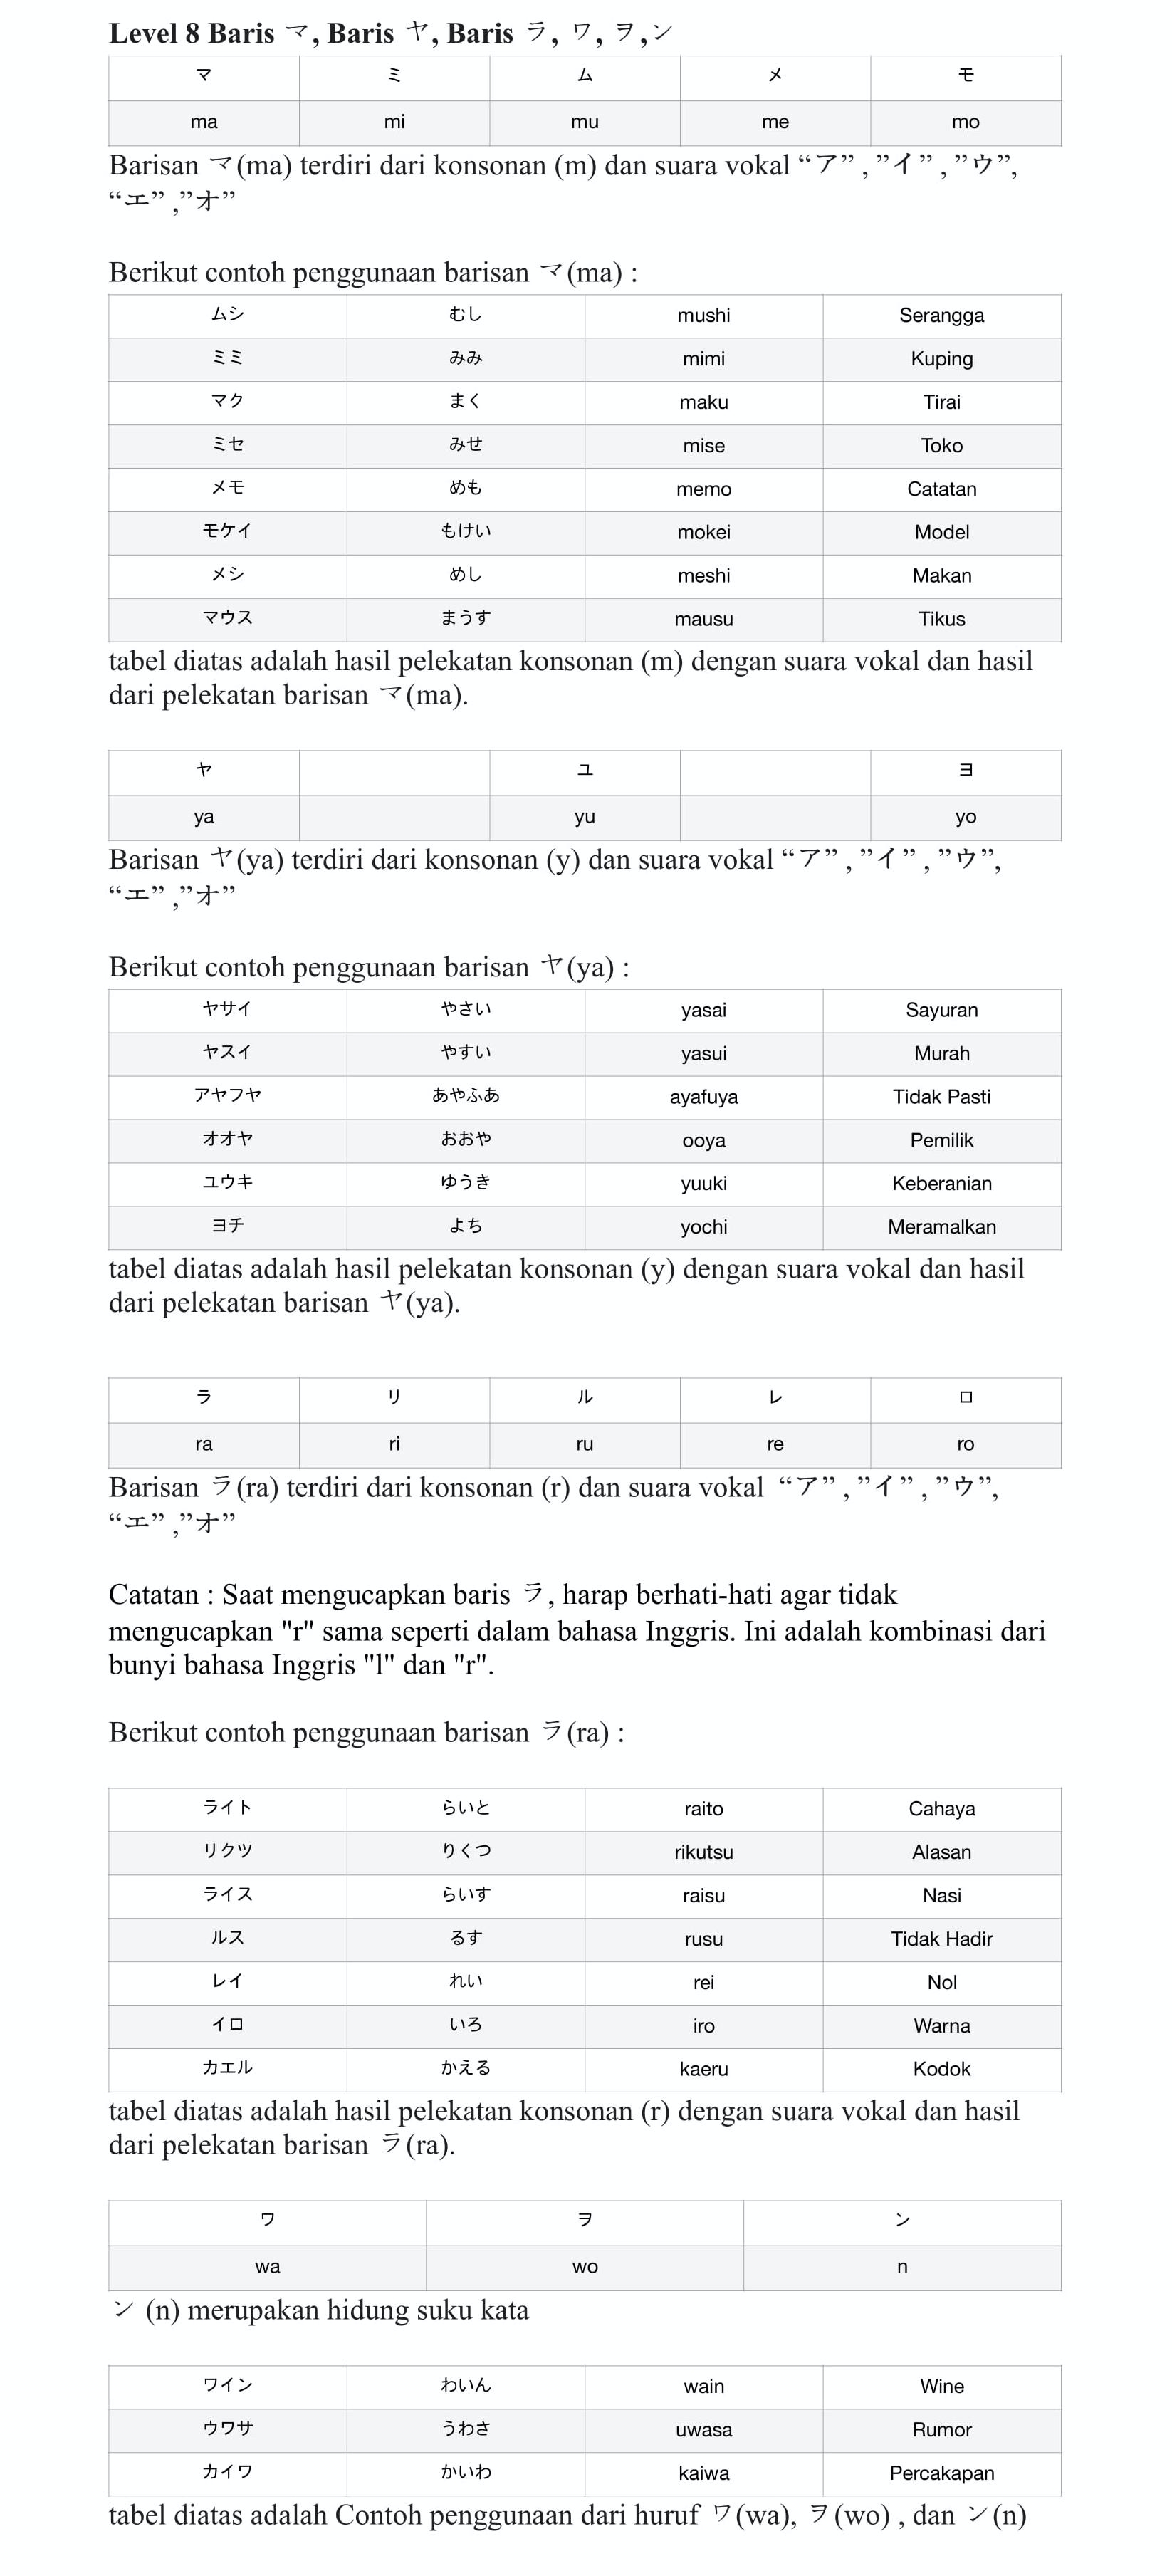 Level 8 Baris マ, Baris ヤ, Baris ラ, ワ, ヲ,ン
マ ミ ム メ モ
ma mi mu me mo
Barisan マ(ma) terdiri dari konsonan (m) dan suara vokal “ア” , ”イ” , ”ウ”,
“エ” ,”オ”
Berikut contoh penggunaan barisan マ(ma) :
ムシ むし mushi Serangga
ミミ みみ mimi Kuping
マク まく maku Tirai
ミセ みせ mise Toko
メモ めも memo Catatan
モケイ もけい mokei Model
メシ めし meshi Makan
マウス まうす mausu Tikus
tabel diatas adalah hasil pelekatan konsonan (m) dengan suara vokal dan hasil
dari pelekatan barisan マ(ma).
ヤ ユ ヨ
ya yu yo
Barisan ヤ(ya) terdiri dari konsonan (y) dan suara vokal “ア” , ”イ” , ”ウ”,
“エ” ,”オ”
Berikut contoh penggunaan barisan ヤ(ya) :
ヤサイ やさい yasai Sayuran
ヤスイ やすい yasui Murah
アヤフヤ あやふあ ayafuya Tidak Pasti
オオヤ おおや ooya Pemilik
ユウキ ゆうき yuuki Keberanian
ヨチ よち yochi Meramalkan
tabel diatas adalah hasil pelekatan konsonan (y) dengan suara vokal dan hasil
dari pelekatan barisan ヤ(ya).
ラ リ ル レ ロ
ra ri ru re ro
Barisan ラ(ra) terdiri dari konsonan (r) dan suara vokal “ア” , ”イ” , ”ウ”,
“エ” ,”オ”
Catatan : Saat mengucapkan baris ラ, harap berhati-hati agar tidak
mengucapkan "r" sama seperti dalam bahasa Inggris. Ini adalah kombinasi dari
bunyi bahasa Inggris "l" dan "r".
Berikut contoh penggunaan barisan ラ(ra) :
ライト らいと raito Cahaya
リクツ りくつ rikutsu Alasan
ライス らいす raisu Nasi
ルス るす rusu Tidak Hadir
レイ れい rei Nol
イロ いろ iro Warna
カエル かえる kaeru Kodok
tabel diatas adalah hasil pelekatan konsonan (r) dengan suara vokal dan hasil
dari pelekatan barisan ラ(ra).
ワ ヲ ン
wa wo n
ン (n) merupakan hidung suku kata
ワイン わいん wain Wine
ウワサ うわさ uwasa Rumor
カイワ かいわ kaiwa Percakapan
tabel diatas adalah Contoh penggunaan dari huruf ワ(wa), ヲ(wo) , dan ン(n)